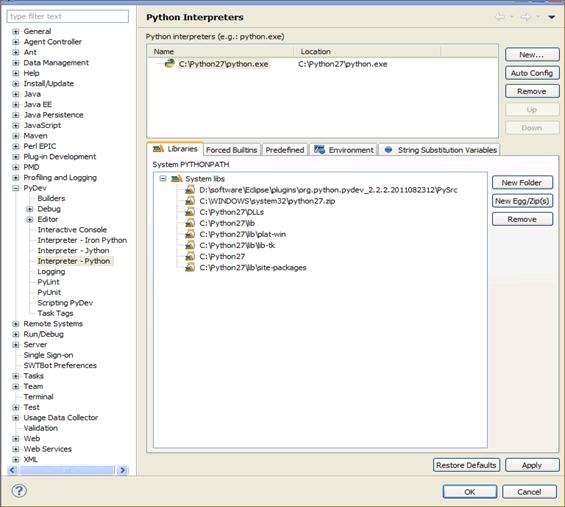 type filter text
General
Agent Controller
Ant
Data Management
Help
Install/Update
Java
Java EE
Java Persistence
JavaScript
Maven
Perl EPIC
Plug-in Development
PMD
Profiling and Logging
PyDev
Builders
Debug
Editor
Interactive Console
Interpreter - Iron Python
Interpreter - Jython
Interpreter - Python
Logging
PyLint
PyUnit
Scripting PyDev
Task Tags
Remote Systems
Run/Debug
Server
Single Sign-on
SWTBot Preferences
Tasks
Team
Terminal
Test
Usage Data Collector
Validation
Web
Web Services
XML
Python Interpreters
Python interpreters (e.g.: python.exe)
Name Location
C:\Python27\python.exe C:\Python27\python.exe
New...
Auto Config
Remove
Up
Down
Libraries Forced Builtins Predefined Environment String Substitution Variables
System PYTHONPATH
System libs
D:\software\Eclipse\plugins\org.python.pydev_2.2.2.2011082312\PySrc
C:\WINDOWS\system32\python27.zip
C:\Python27\DLLs
C:\Python27\lib
C:\Python27\lib\plat-win
C:\Python27\lib\lib-tk
C:\Python27
C:\Python27\lib\site-packages
New Folder
New Egg/Zip(s)
Remove
Restore Defaults Apply
OK Cancel